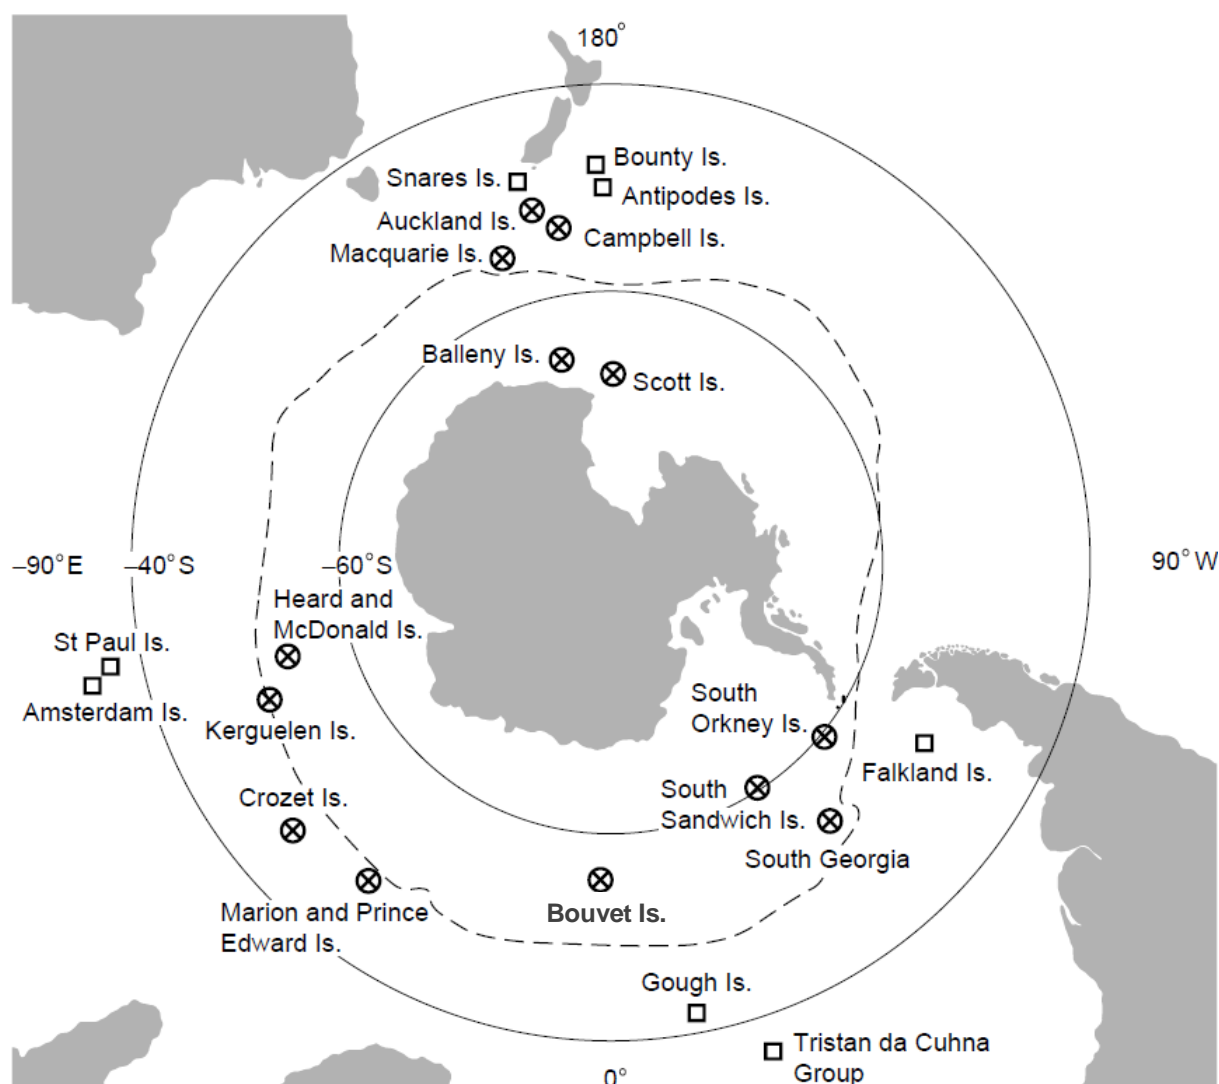 180°
Bounty Is.
Snares Is.
Antipodes Is.
Auckland Is.
Campbell Is.
Macquarie Is.
Balleny Is.
Scott Is.
–90°E
–40°S
–60°S
90°W
Heard and
McDonald Is.
St Paul Is.
Amsterdam Is.
Kerguelen Is.
South
Orkney Is.
Falkland Is.
Crozet Is.
South
Sandwich Is.
South Georgia
Marion and Prince
Edward Is.
Bouvet Is.
Gough Is.
Tristan da Cuhna
Group
0°